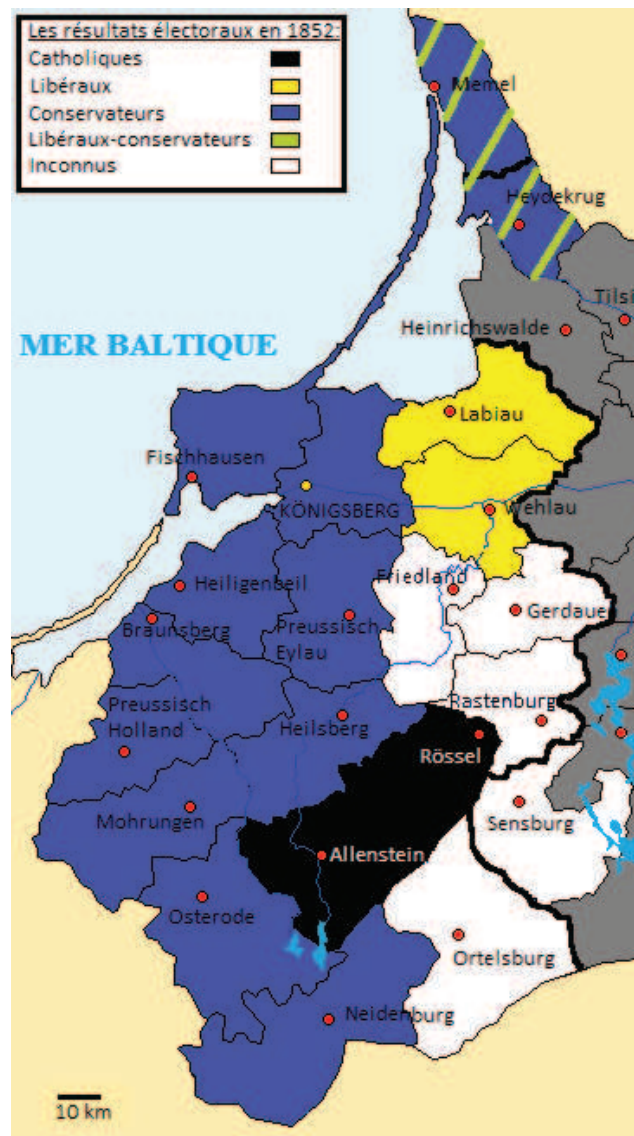 Les résultats électoraux en 1852:
Catholiques
Libéraux
Conservateurs
Libéraux-conservateurs
Inconnus
Memel
Heydekrug
Tilsi
Heinrichswalde
MER BALTIQUE
Labiau
Fischhausen
KÖNIGSBERG
Wehlau
Friedland
Heiligenbeil
Gerdauen
Braunsberg
Preussisch-
Eylau
Preussisch
Holland
Heilsberg
Rastenburg
Rössel
Mohrungen
Sensburg
Allenstein
Osterode
Ortelsburg
Neidenburg
10 km